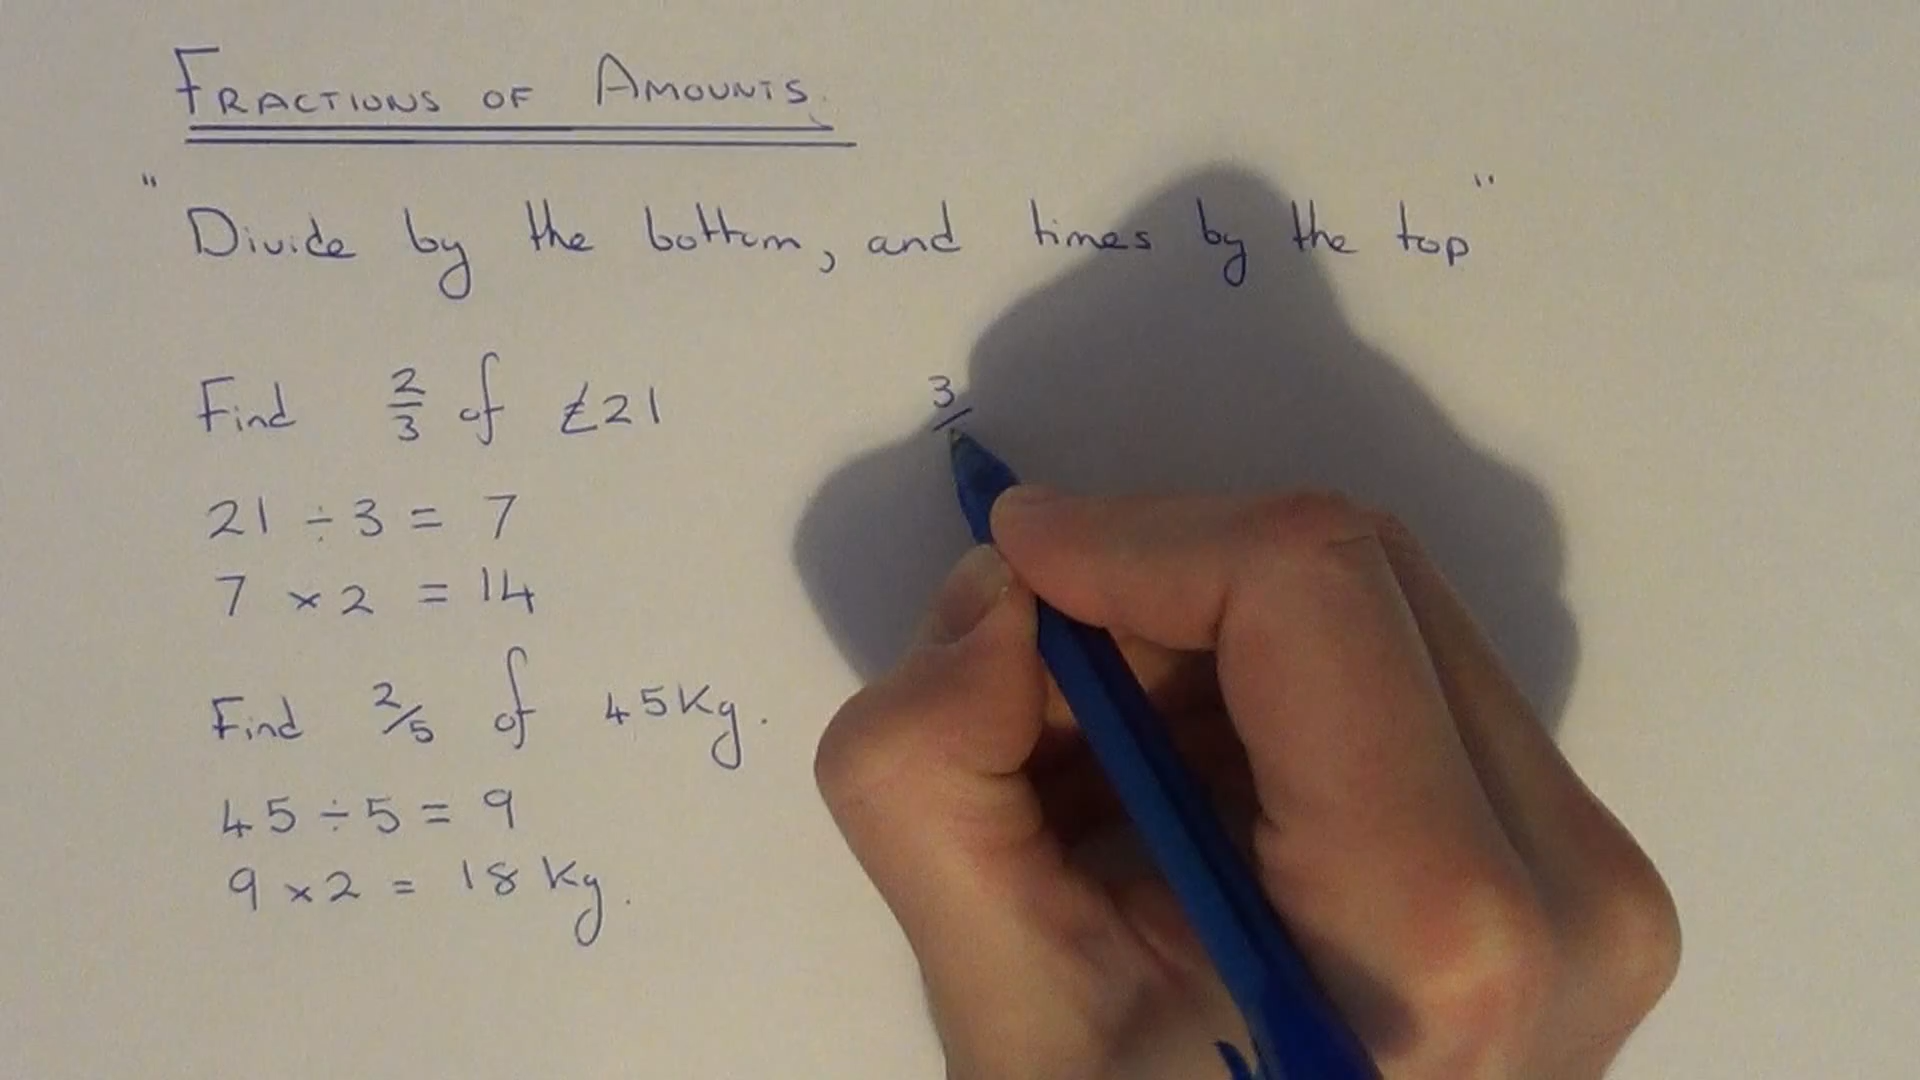 FRACTIONS OF AMOUNTS.
"Divide by the bottom, and times by the top"
Find 2/3 of £21
21 ÷ 3 = 7
7 × 2 = 14
Find 2/5 of 45Kg.
45 ÷ 5 = 9
9 × 2 = 18 Kg.
3/